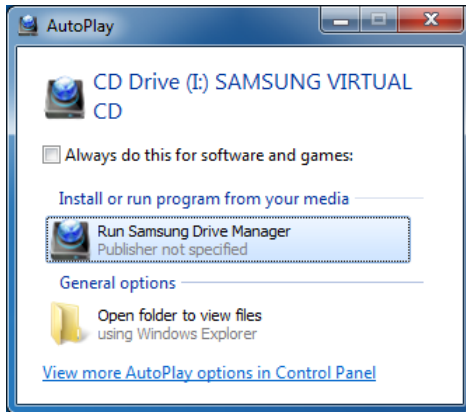 AutoPlay
CD Drive (I:) SAMSUNG VIRTUAL
CD
Always do this for software and games:
Install or run program from your media
Run Samsung Drive Manager
Publisher not specified
General options
Open folder to view files
using Windows Explorer
View more AutoPlay options in Control Panel